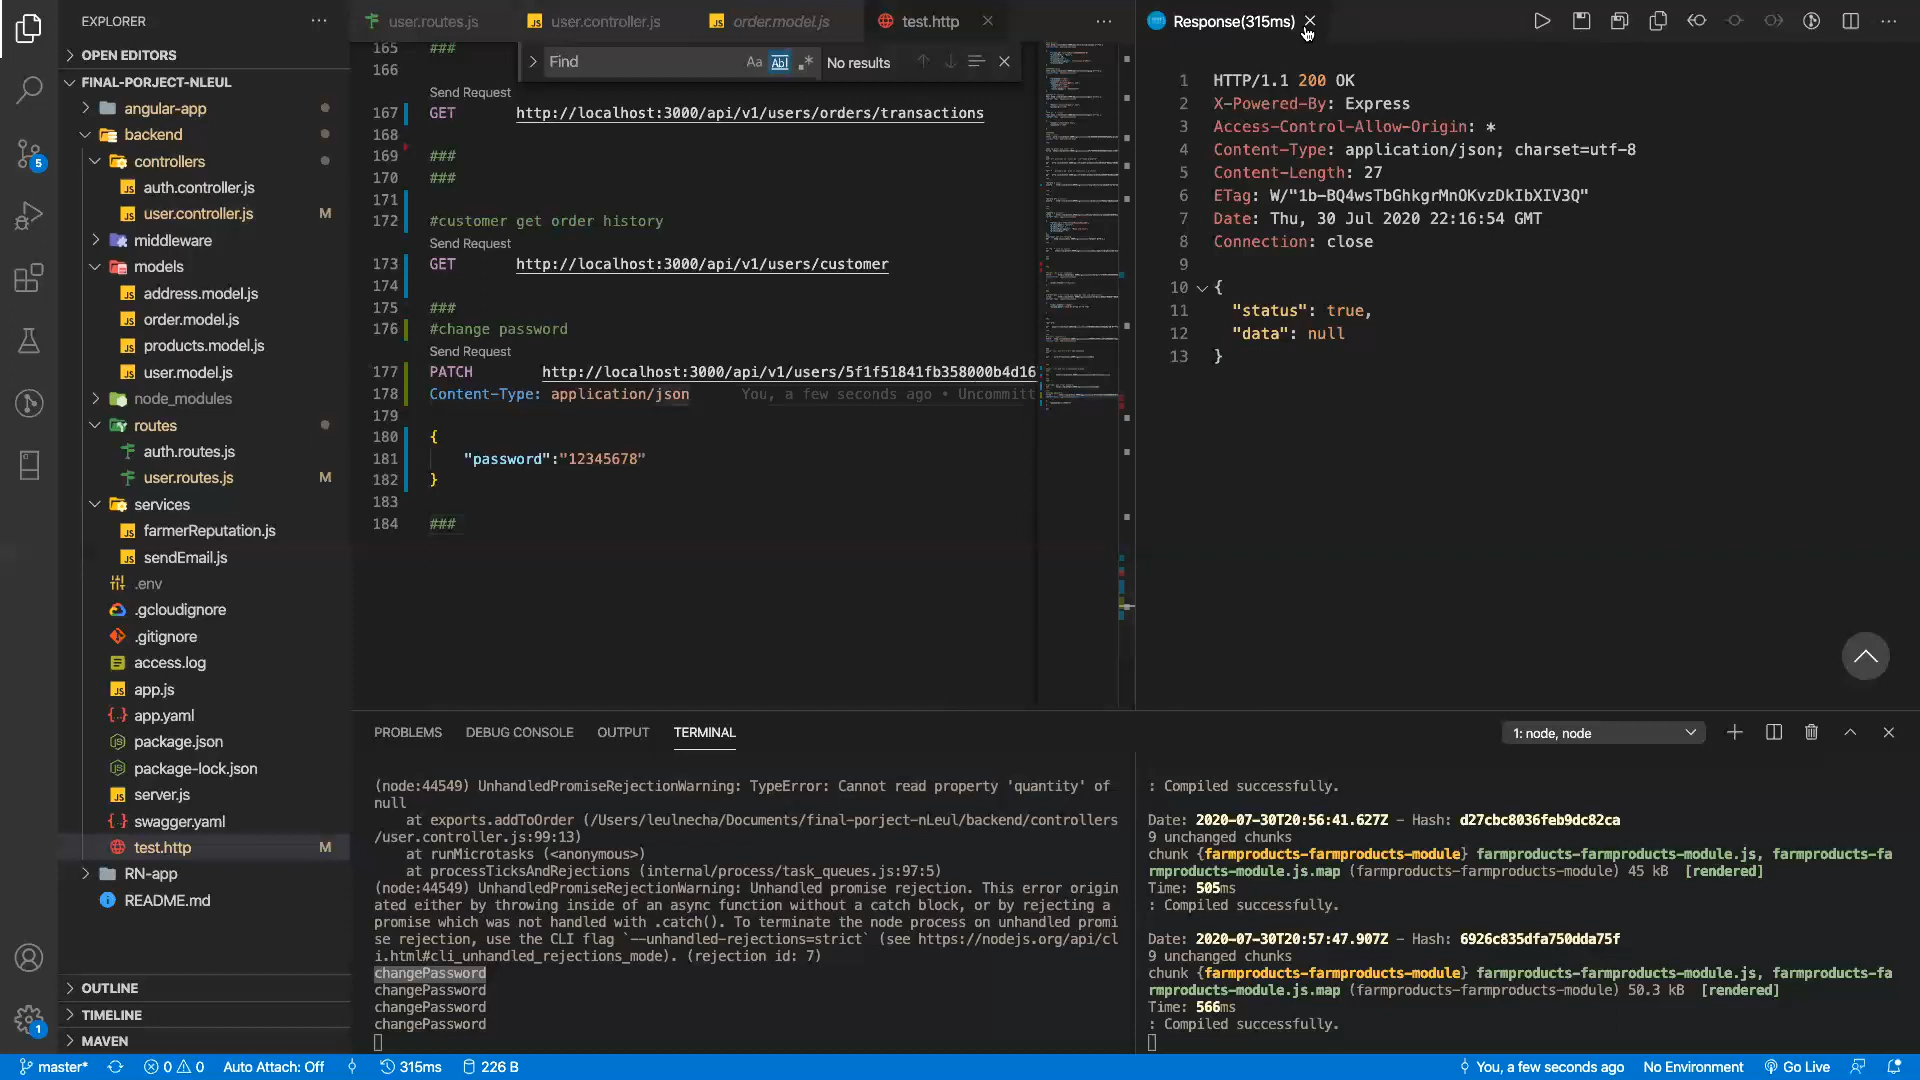 EXPLORER
OPEN EDITORS
FINAL-PORJECT-NLEUL
angular-app
backend
controllers
auth.controller.js
user.controller.js M
middleware
models
address.model.js
order.model.js
products.model.js
user.model.js
node_modules
routes
auth.routes.js
user.routes.js M
services
farmerReputation.js
sendEmail.js
.env
.gcloudignore
.gitignore
access.log
app.js
app.yaml
package.json
package-lock.json
server.js
swagger.yaml
test.http M
RN-app
README.md
OUTLINE
TIMELINE
MAVEN
5
1
user.routes.js user.controller.js order.model.js test.http
Find Aa Abl No results
165 ###
166
Send Request
167 GET http://localhost:3000/api/v1/users/orders/transactions
168
169 ###
170 ###
171
172 #customer get order history
Send Request
173 GET http://localhost:3000/api/v1/users/customer
174
175 ###
176 #change password
Send Request
177 PATCH http://localhost:3000/api/v1/users/5f1f51841fb358000b4d16
178 Content-Type: application/json You, a few seconds ago • Uncommitt
179
180 {
181 "password":"12345678"
182 }
183
184 ###
Response(315ms)
1 HTTP/1.1 200 OK
2 X-Powered-By: Express
3 Access-Control-Allow-Origin: *
4 Content-Type: application/json; charset=utf-8
5 Content-Length: 27
6 ETag: W/"1b-BQ4wsTbGhkgrMnOKvzDkIbXIV3Q"
7 Date: Thu, 30 Jul 2020 22:16:54 GMT
8 Connection: close
9
10 {
11 "status": true,
12 "data": null
13 }
PROBLEMS DEBUG CONSOLE OUTPUT TERMINAL
1: node, node
(node:44549) UnhandledPromiseRejectionWarning: TypeError: Cannot read property 'quantity' of
null
at exports.addToOrder (/Users/leulnecha/Documents/final-porject-nLeul/backend/controllers
/user.controller.js:99:13)
at runMicrotasks (<anonymous>)
at processTicksAndRejections (internal/process/task_queues.js:97:5)
(node:44549) UnhandledPromiseRejectionWarning: Unhandled promise rejection. This error origin
ated either by throwing inside of an async function without a catch block, or by rejecting a
promise which was not handled with .catch(). To terminate the node process on unhandled promi
se rejection, use the CLI flag `--unhandled-rejections=strict` (see https://nodejs.org/api/cl
i.html#cli_unhandled_rejections_mode). (rejection id: 7)
changePassword
changePassword
changePassword
changePassword
: Compiled successfully.
Date: 2020-07-30T20:56:41.627Z - Hash: d27cbc8036feb9dc82ca
9 unchanged chunks
chunk {farmproducts-farmproducts-module} farmproducts-farmproducts-module.js, farmproducts-fa
rmproducts-module.js.map (farmproducts-farmproducts-module) 45 kB [rendered]
Time: 505ms
: Compiled successfully.
Date: 2020-07-30T20:57:47.907Z - Hash: 6926c835dfa750dda75f
9 unchanged chunks
chunk {farmproducts-farmproducts-module} farmproducts-farmproducts-module.js, farmproducts-fa
rmproducts-module.js.map (farmproducts-farmproducts-module) 50.3 kB [rendered]
Time: 566ms
: Compiled successfully.
master* 0 0 Auto Attach: Off 315ms 226 B You, a few seconds ago No Environment Go Live